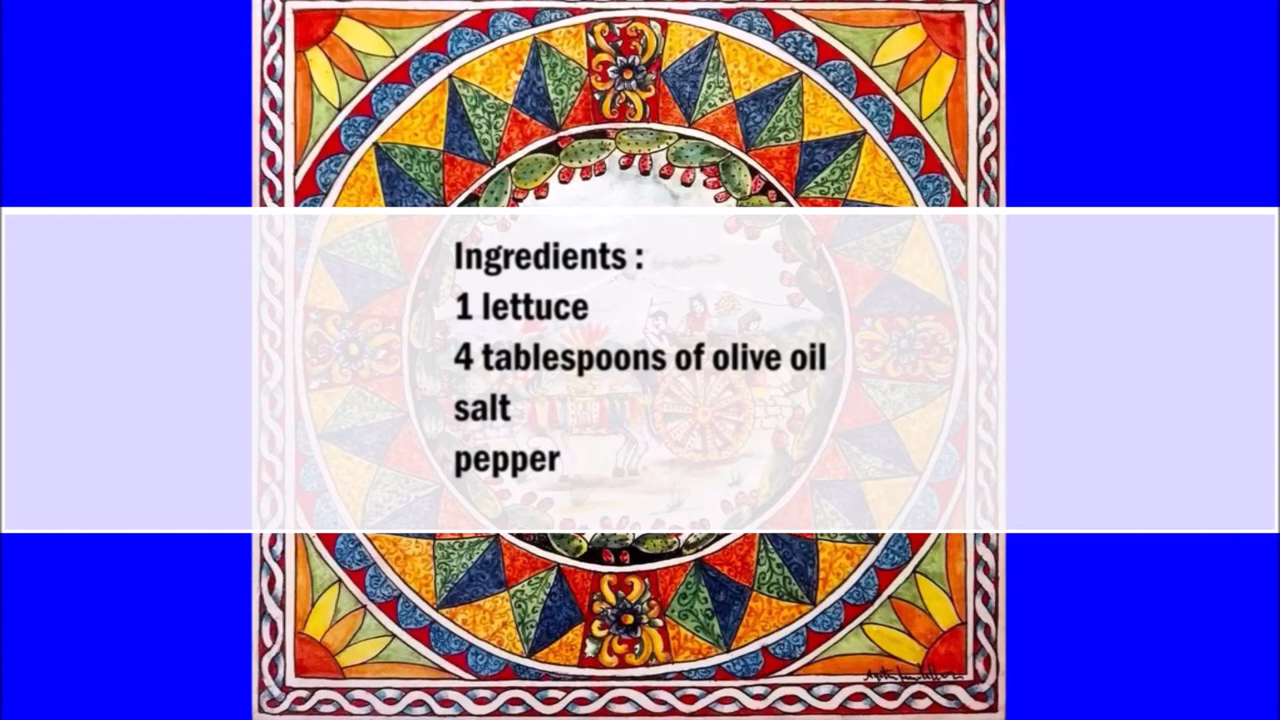 Ingredients :
1 lettuce
4 tablespoons of olive oil
salt
pepper